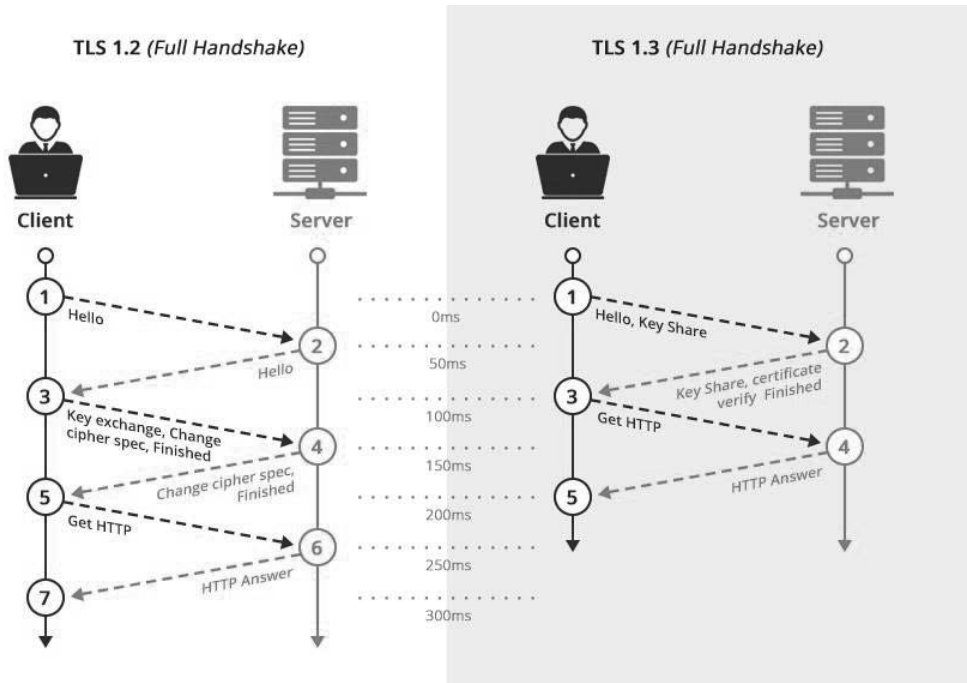 TLS 1.2 (Full Handshake)
Client
Server
1
Hello
2
Hello
3
Key exchange, Change
cipher spec, Finished
4
Change cipher spec,
Finished
5
Get HTTP
6
HTTP Answer
7
0ms
50ms
100ms
150ms
200ms
250ms
300ms
TLS 1.3 (Full Handshake)
Client
Server
1
Hello, Key Share
2
Key Share, certificate
verify Finished
3
Get HTTP
4
HTTP Answer
5